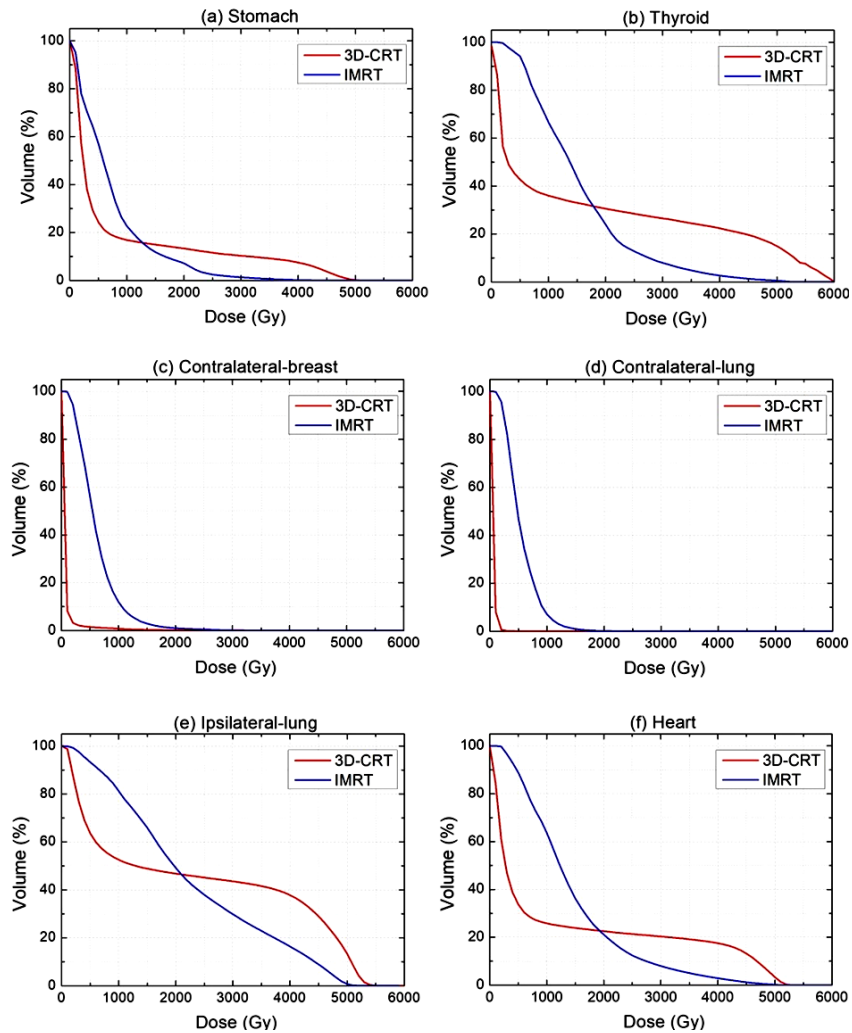 (a) Stomach
100
80
60
40
20
0
Volume (%)
3D-CRT
IMRT
0 1000 2000 3000 4000 5000 6000
Dose (Gy)
(b) Thyroid
100
80
60
40
20
0
Volume (%)
3D-CRT
IMRT
0 1000 2000 3000 4000 5000 6000
Dose (Gy)
(c) Contralateral-breast
100
80
60
40
20
0
Volume (%)
3D-CRT
IMRT
0 1000 2000 3000 4000 5000 6000
Dose (Gy)
(d) Contralateral-lung
100
80
60
40
20
0
Volume (%)
3D-CRT
IMRT
0 1000 2000 3000 4000 5000 6000
Dose (Gy)
(e) Ipsilateral-lung
100
80
60
40
20
0
Volume (%)
3D-CRT
IMRT
0 1000 2000 3000 4000 5000 6000
Dose (Gy)
(f) Heart
100
80
60
40
20
0
Volume (%)
3D-CRT
IMRT
0 1000 2000 3000 4000 5000 6000
Dose (Gy)